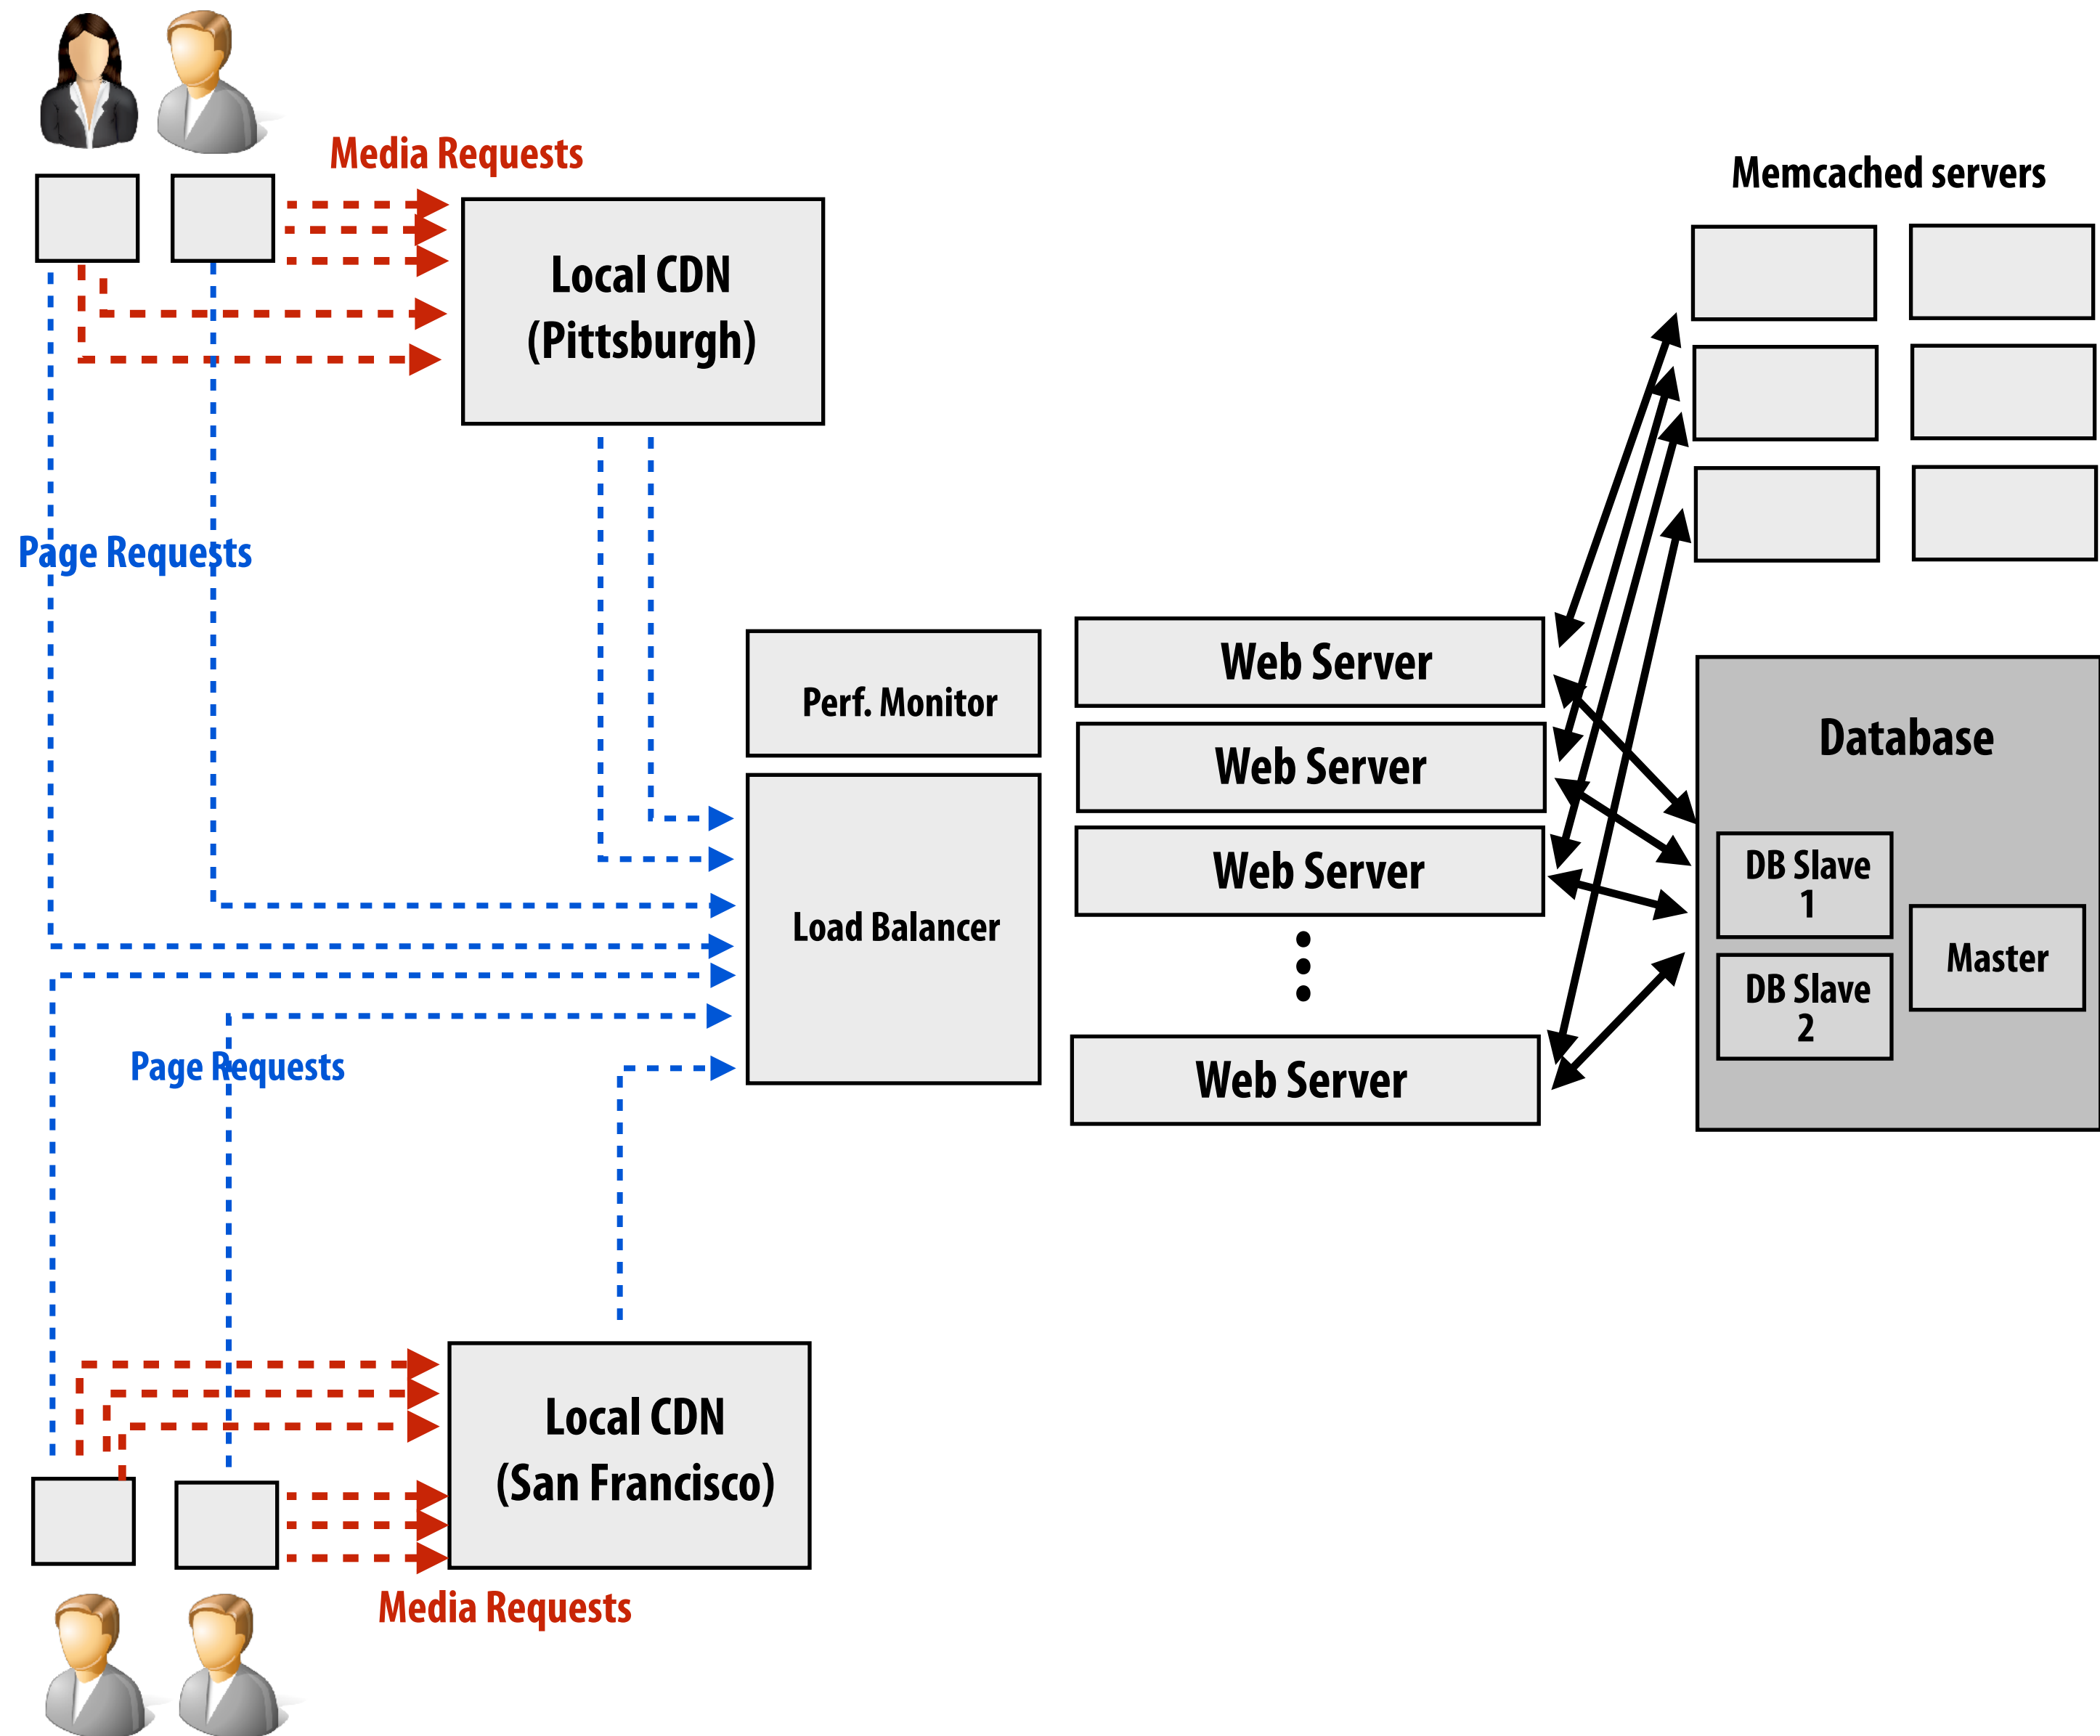 Media Requests
Memcached servers
Local CDN
(Pittsburgh)
Page Requests
Perf. Monitor
Web Server
Web Server
Web Server
Load Balancer
Web Server
Database
DB Slave
1
Master
DB Slave
2
Page Requests
Local CDN
(San Francisco)
Media Requests